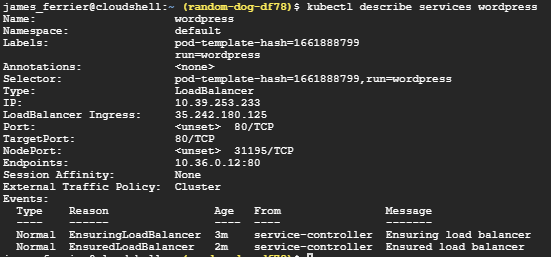 james_ferrier@cloudshell:~ (random-dog-df78)$ kubectl describe services wordpress
Name: wordpress
Namespace: default
Labels: pod-template-hash=1661888799
run=wordpress
Annotations: <none>
Selector: pod-template-hash=1661888799,run=wordpress
Type: LoadBalancer
IP: 10.39.253.233
LoadBalancer Ingress: 35.242.180.125
Port: <unset> 80/TCP
TargetPort: 80/TCP
NodePort: <unset> 31195/TCP
Endpoints: 10.36.0.12:80
Session Affinity: None
External Traffic Policy: Cluster
Events:
Type Reason Age From Message
---- ------ ---- ---- -------
Normal EnsuringLoadBalancer 3m service-controller Ensuring load balancer
Normal EnsuredLoadBalancer 2m service-controller Ensured load balancer